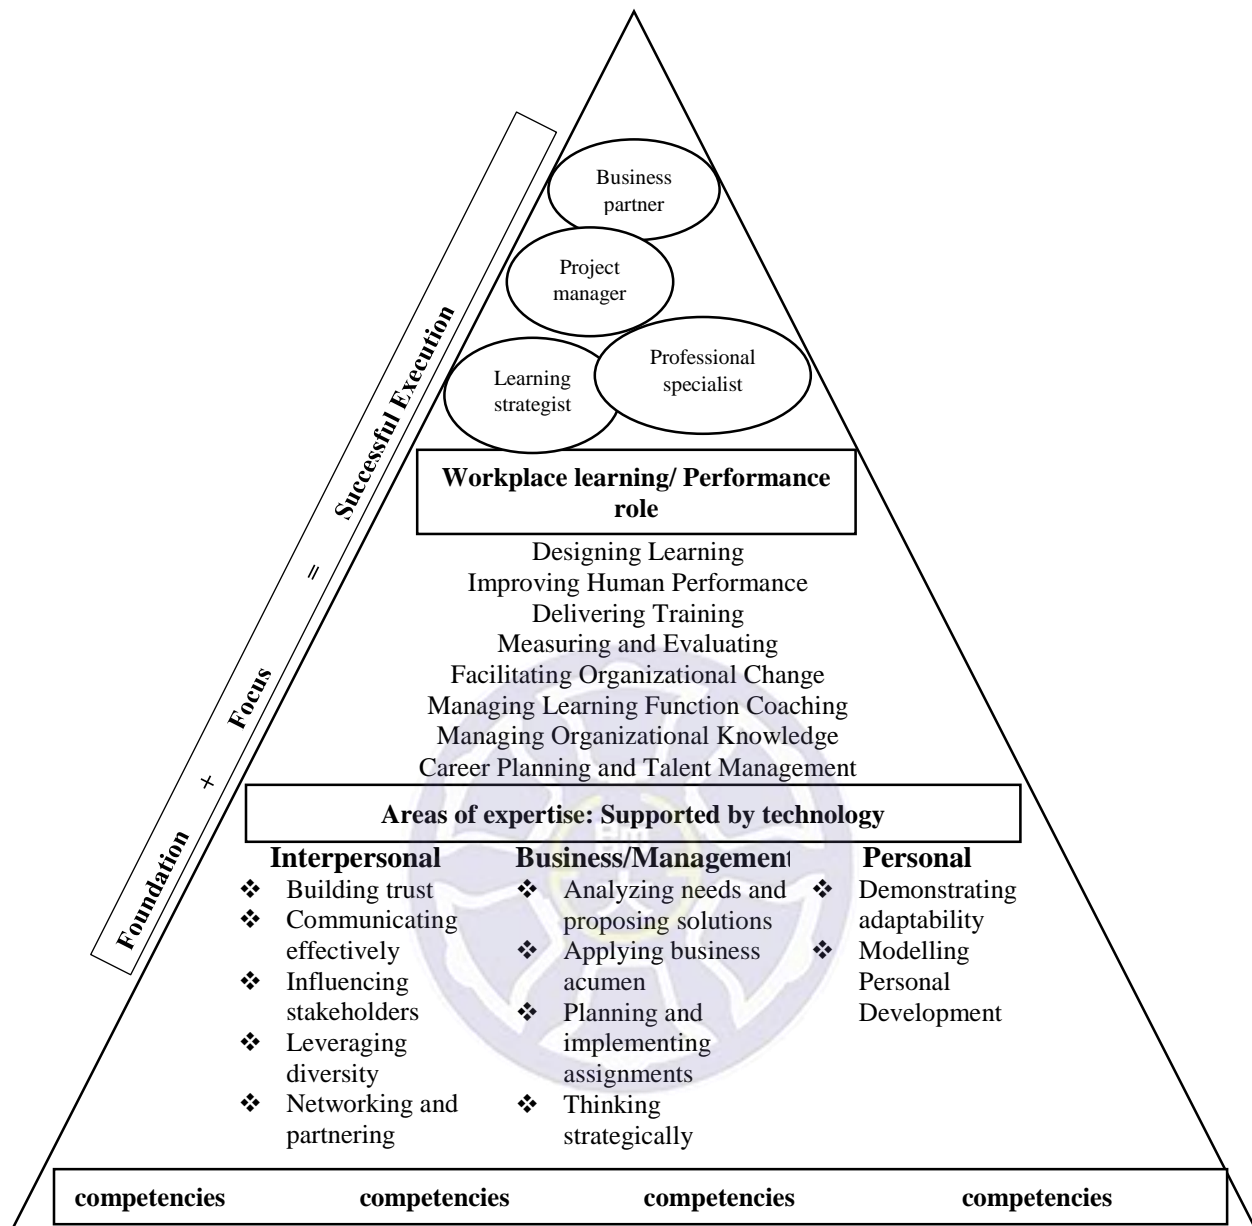 Business
partner
Project
manager
Professional
specialist
Learning
strategist
Foundation + Focus = Successful Execution
Workplace learning/ Performance
role
Designing Learning
Improving Human Performance
Delivering Training
Measuring and Evaluating
Facilitating Organizational Change
Managing Learning Function Coaching
Managing Organizational Knowledge
Career Planning and Talent Management
Areas of expertise: Supported by technology
Interpersonal
❖ Building trust
❖ Communicating
effectively
❖ Influencing
stakeholders
❖ Leveraging
diversity
❖ Networking and
partnering
Business/Management
❖ Analyzing needs and
proposing solutions
❖ Applying business
acumen
❖ Planning and
implementing
assignments
❖ Thinking
strategically
Personal
❖ Demonstrating
adaptability
❖ Modelling
Personal
Development
competencies competencies competencies competencies